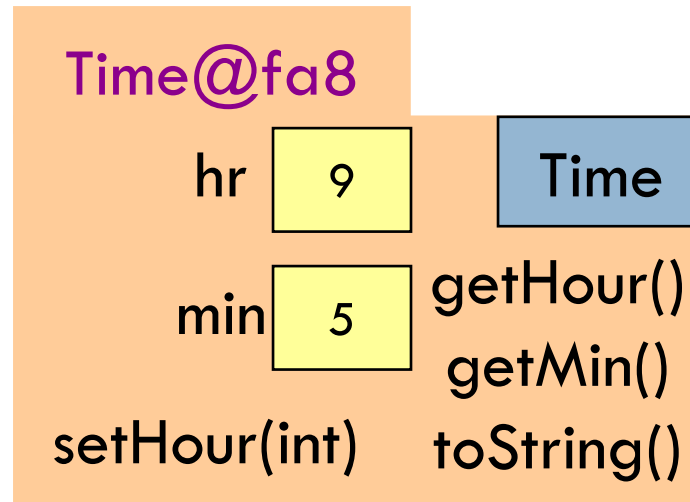 Time@fa8
hr 9 Time
min 5 getHour()
getMin()
setHour(int) toString()